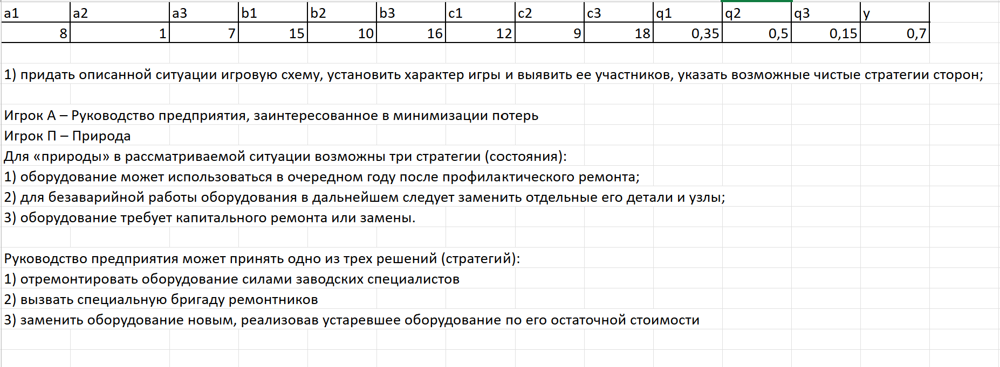 a1 a2 a3 b1 b2 b3 c1 c2 c3 q1 q2 q3 y
8 1 7 15 10 16 12 9 18 0,35 0,5 0,15 0,7
1) придать описанной ситуации игровую схему, установить характер игры и выявить ее участников, указать возможные чистые стратегии сторон;
Игрок А – Руководство предприятия, заинтересованное в минимизации потерь
Игрок П – Природа
Для «природы» в рассматриваемой ситуации возможны три стратегии (состояния):
1) оборудование может использоваться в очередном году после профилактического ремонта;
2) для безаварийной работы оборудования в дальнейшем следует заменить отдельные его детали и узлы;
3) оборудование требует капитального ремонта или замены.
Руководство предприятия может принять одно из трех решений (стратегий):
1) отремонтировать оборудование силами заводских специалистов
2) вызвать специальную бригаду ремонтников
3) заменить оборудование новым, реализовав устаревшее оборудование по его остаточной стоимости